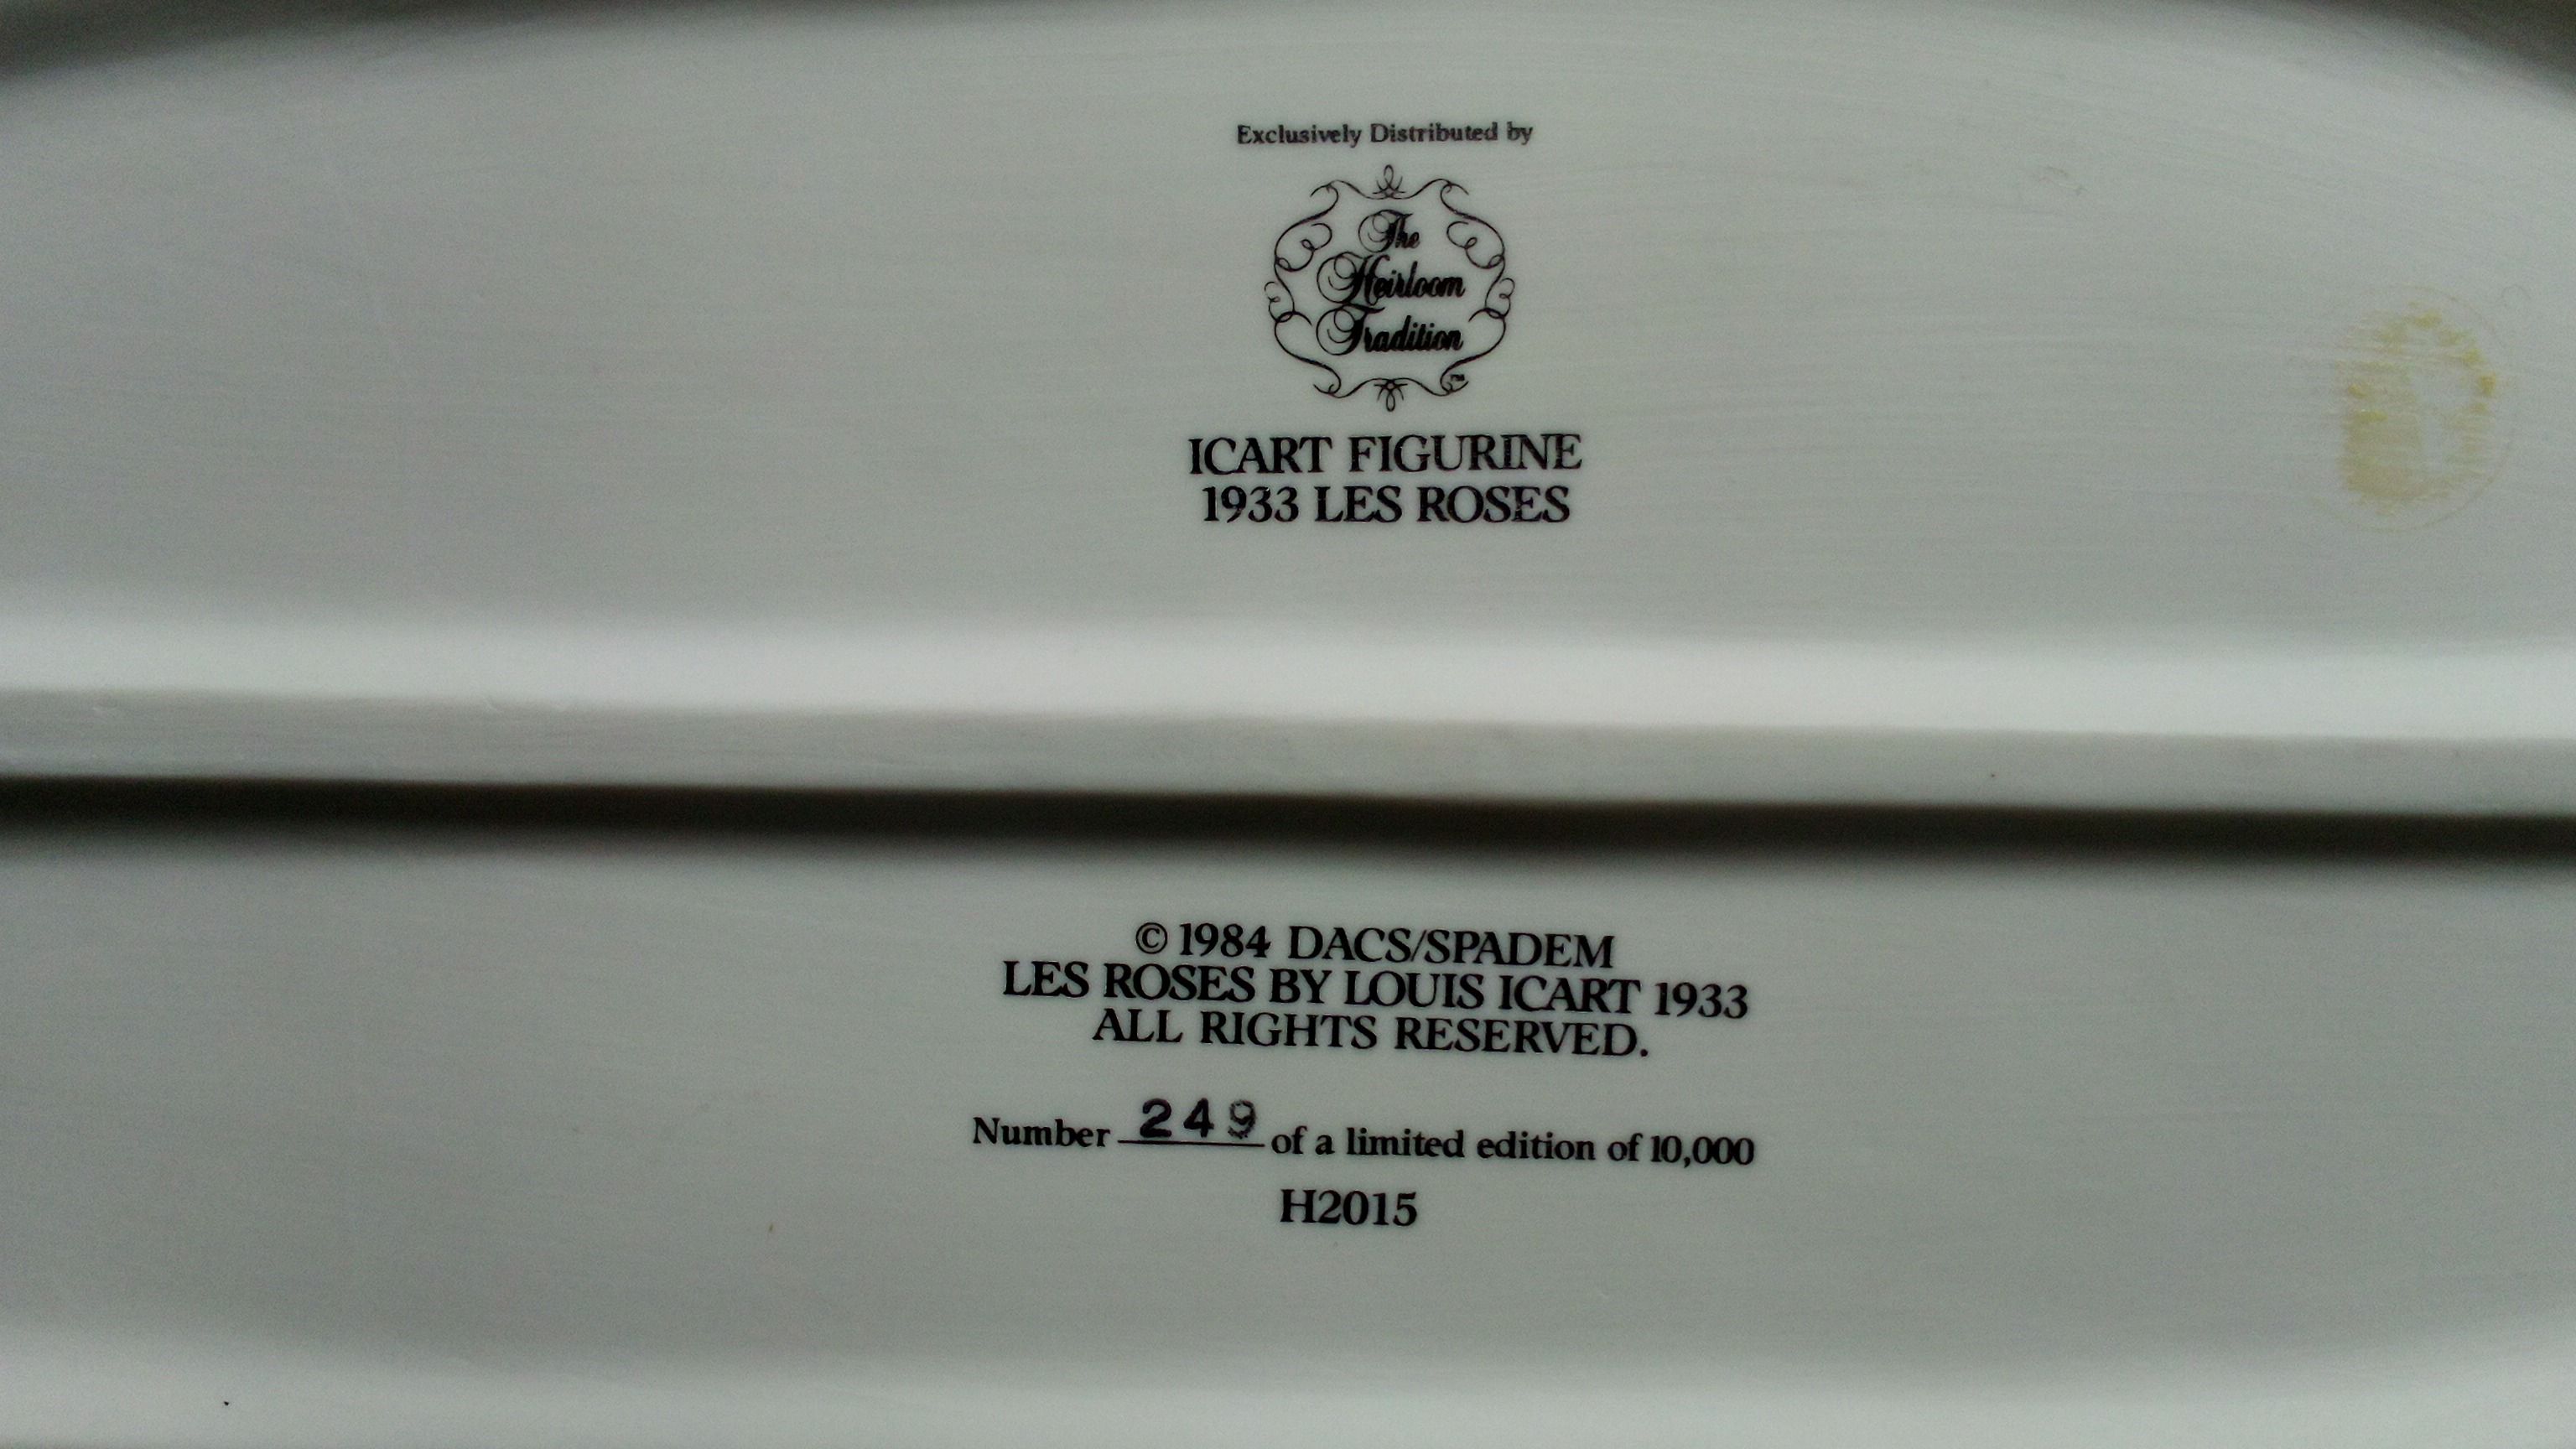 Exclusively Distributed by
The
Heirloom
Tradition
™
ICART FIGURINE
1933 LES ROSES
© 1984 DACS/SPADEM
LES ROSES BY LOUIS ICART 1933
ALL RIGHTS RESERVED.
Number 249 of a limited edition of 10,000
H2015